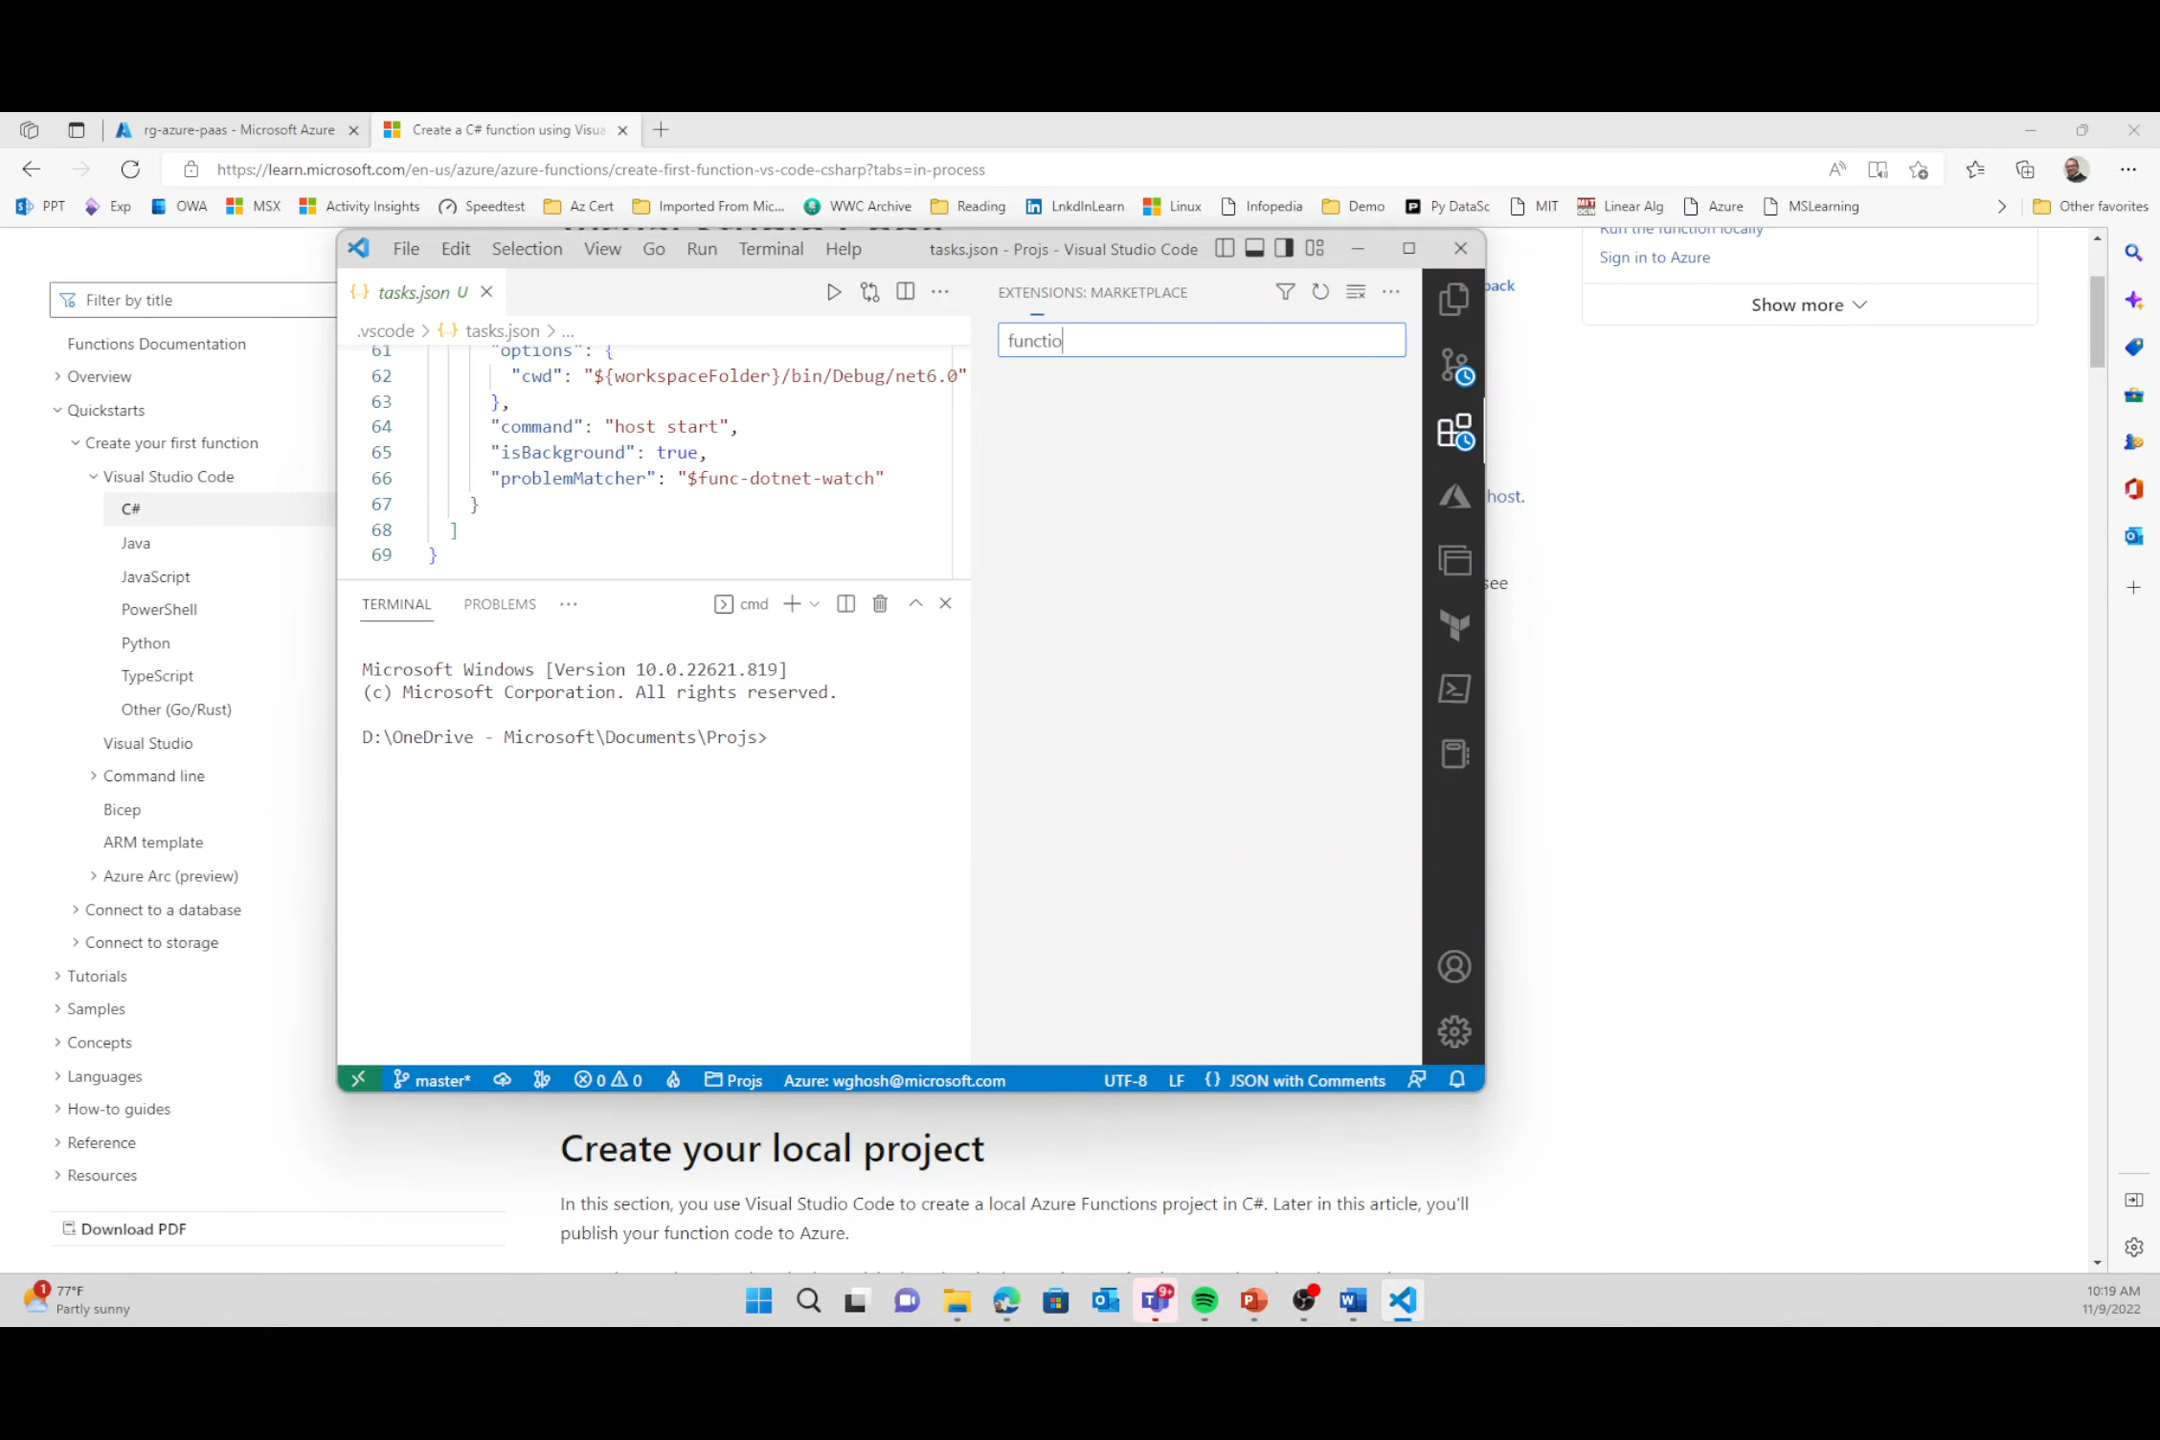 rg-azure-paas - Microsoft Azure
Create a C# function using Visua
https://learn.microsoft.com/en-us/azure/azure-functions/create-first-function-vs-code-csharp?tabs=in-process
PPT
Exp
OWA
MSX
Activity Insights
Speedtest
Az Cert
Imported From Mic...
WWC Archive
Reading
LnkdInLearn
Linux
Infopedia
Demo
Py DataSc
MIT
Linear Alg
Azure
MSLearning
Other favorites
Run the function locally
Sign in to Azure
Show more
Filter by title
Functions Documentation
Overview
Quickstarts
Create your first function
Visual Studio Code
C#
Java
JavaScript
PowerShell
Python
TypeScript
Other (Go/Rust)
Visual Studio
Command line
Bicep
ARM template
Azure Arc (preview)
Connect to a database
Connect to storage
Tutorials
Samples
Concepts
Languages
How-to guides
Reference
Resources
Download PDF
File Edit Selection View Go Run Terminal Help
tasks.json - Projs - Visual Studio Code
tasks.json U
.vscode > tasks.json > ...
61 "options": {
62 "cwd": "${workspaceFolder}/bin/Debug/net6.0"
63 },
64 "command": "host start",
65 "isBackground": true,
66 "problemMatcher": "$func-dotnet-watch"
67 }
68 ]
69 }
EXTENSIONS: MARKETPLACE
functio
TERMINAL PROBLEMS
cmd
Microsoft Windows [Version 10.0.22621.819]
(c) Microsoft Corporation. All rights reserved.
D:\OneDrive - Microsoft\Documents\Projs>
master*
0 0
Projs
Azure: wghosh@microsoft.com
UTF-8
LF
{} JSON with Comments
host.
see
Create your local project
In this section, you use Visual Studio Code to create a local Azure Functions project in C#. Later in this article, you'll
publish your function code to Azure.
1
77°F
Partly sunny
9+
10:19 AM
11/9/2022